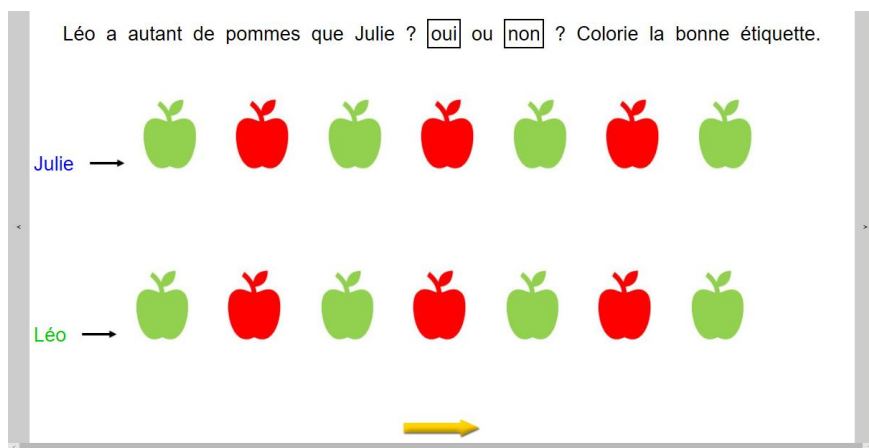 Léo a autant de pommes que Julie ? oui ou non ? Colorie la bonne étiquette.
Julie
Léo